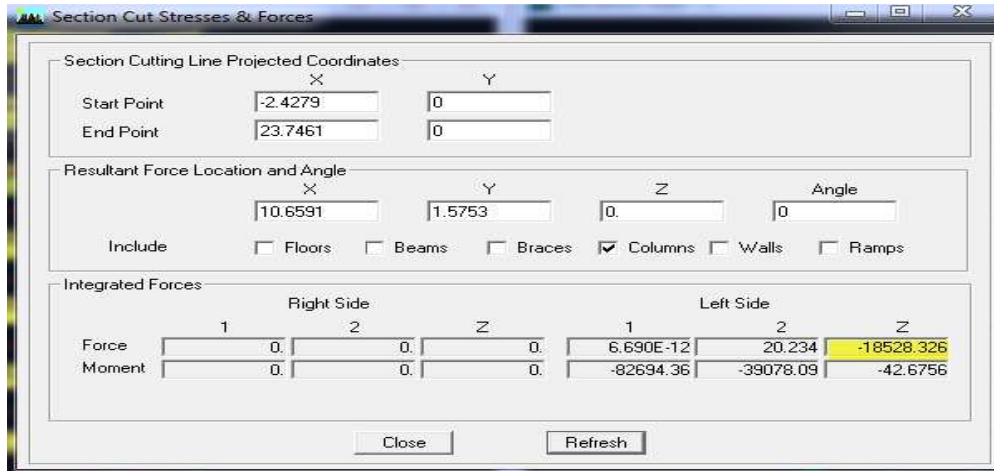 Section Cut Stresses & Forces
Section Cutting Line Projected Coordinates
X Y
Start Point -2.4279 0
End Point 23.7461 0
Resultant Force Location and Angle
X Y Z Angle
10.6591 1.5753 0. 0
Include Floors Beams Braces Columns Walls Ramps
Integrated Forces
Right Side Left Side
1 2 Z 1 2 Z
Force 0. 0. 0. 6.690E-12 20.234 -18528.326
Moment 0. 0. 0. -82694.36 -39078.09 -42.6756
Close Refresh